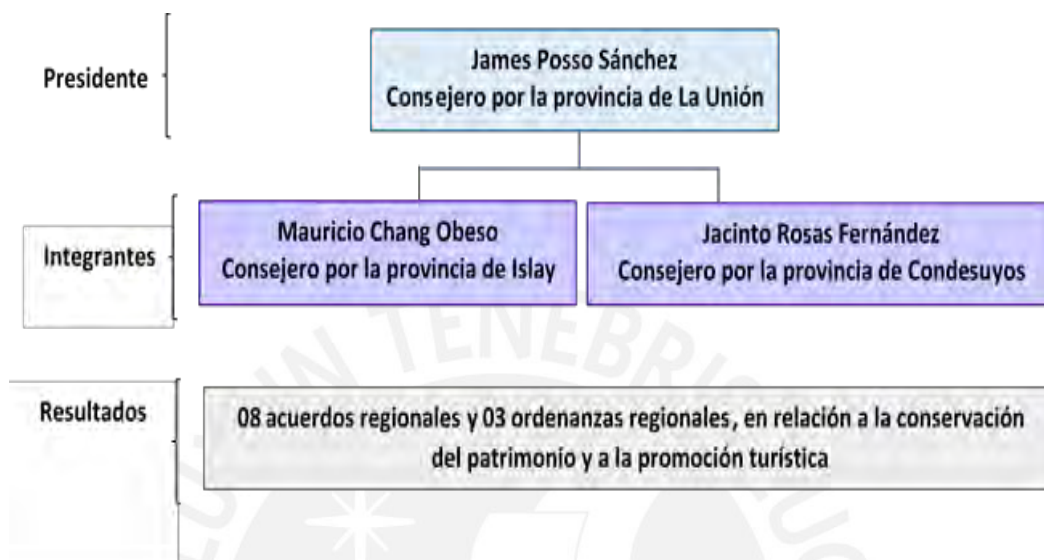 Presidente
James Posso Sánchez
Consejero por la provincia de La Unión
Integrantes
Mauricio Chang Obeso
Consejero por la provincia de Islay
Jacinto Rosas Fernández
Consejero por la provincia de Condesuyos
Resultados
08 acuerdos regionales y 03 ordenanzas regionales, en relación a la conservación
del patrimonio y a la promoción turística
IN TENEBRIS